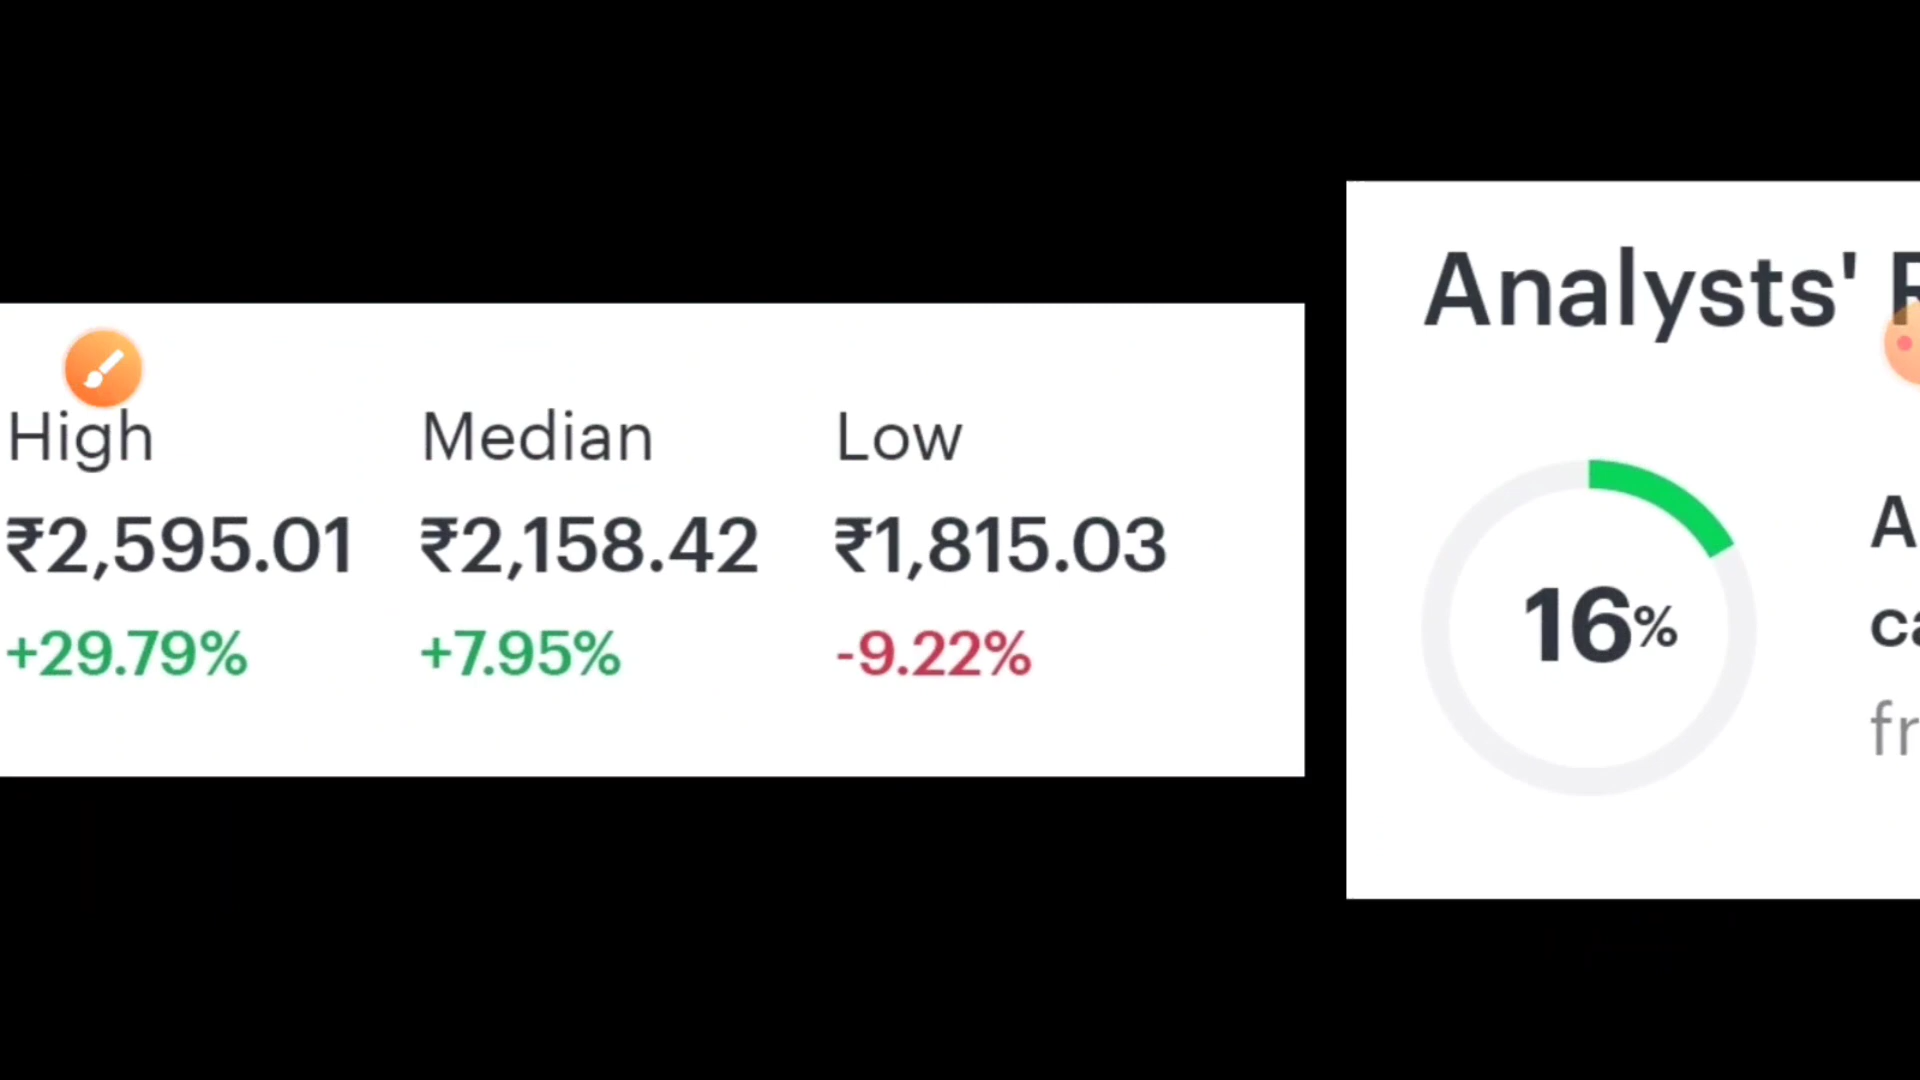 High Median Low
₹2,595.01 ₹2,158.42 ₹1,815.03
+29.79% +7.95% -9.22%
Analysts'
16%